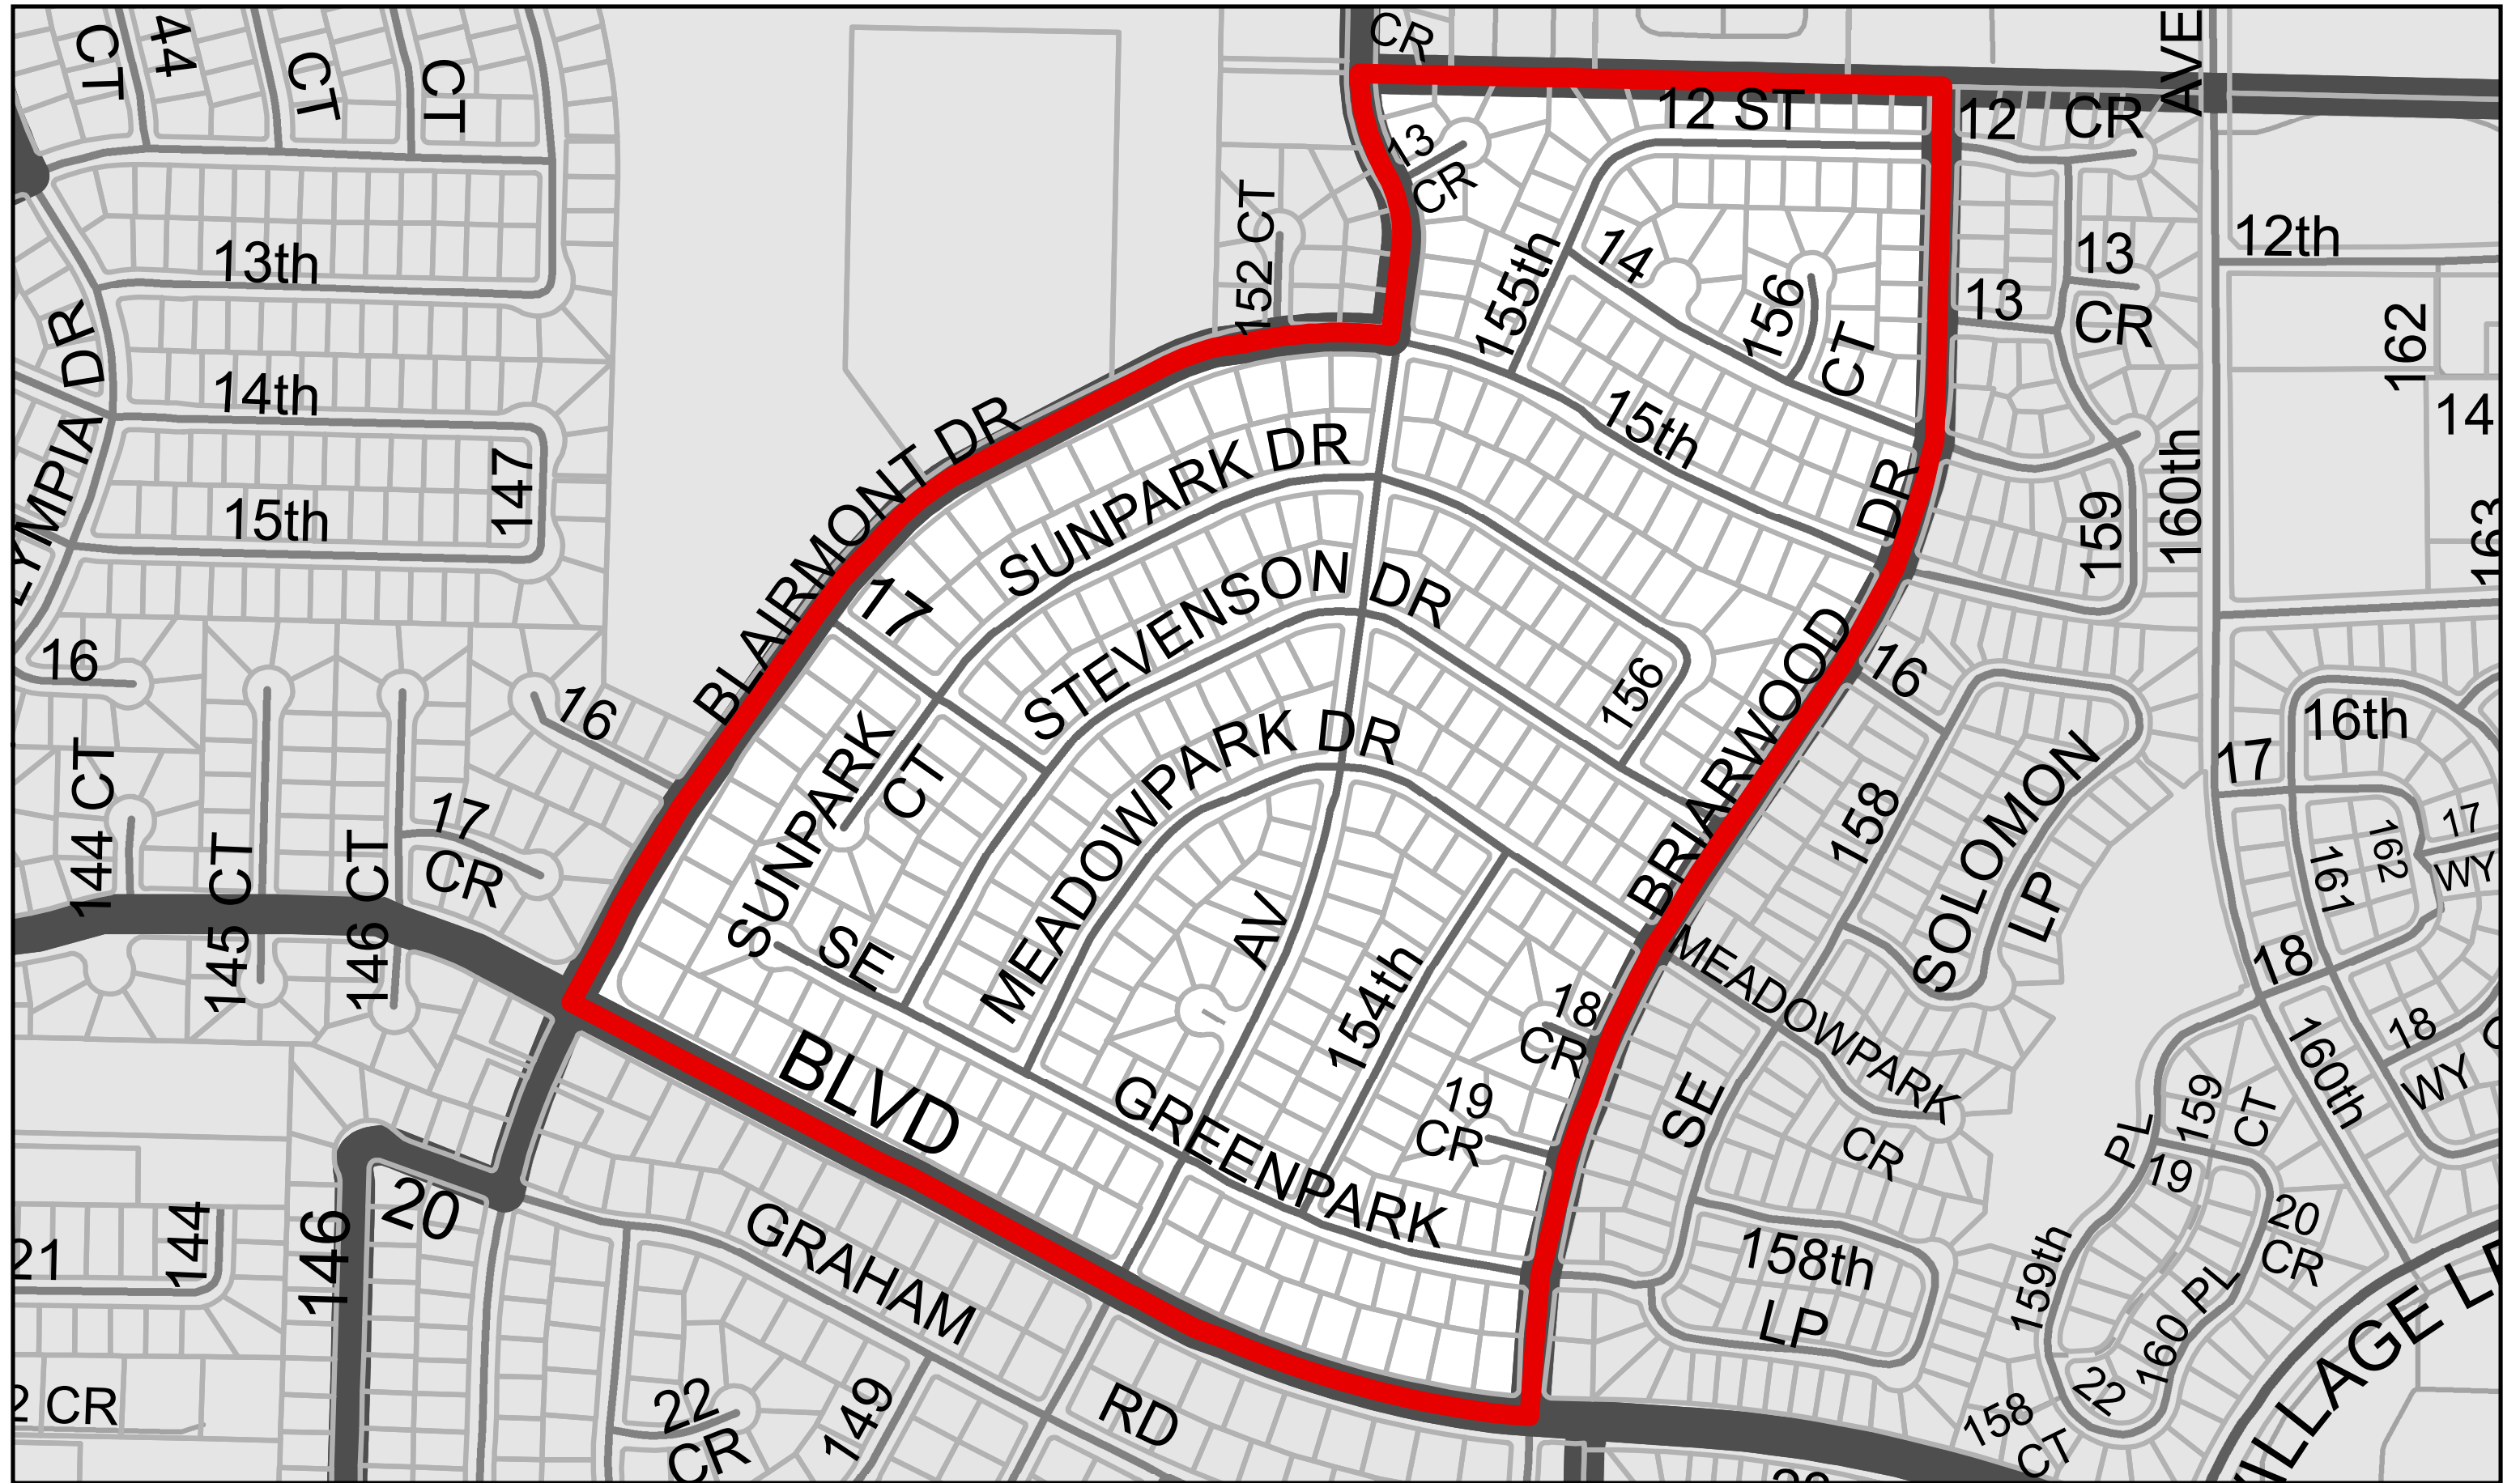 CT
44
CT
CT
CR
AVE
12 ST
12 CR
13
CR
152 CT
13th
12th
14
13
13
CR
155th
156
CT
162
DR
14th
14
15th
BLAIRMONT DR
SUNPARK DR
147
15th
DR
160th
159
163
17
STEVENSON DR
16
16
156
BRIARWOOD
16
16th
17
144 CT
SUNPARK
CT
MEADOWPARK DR
158
SOLOMON
LP
17
CR
145 CT
146 CT
161
162
17
WY
SUNPARK
SE
AV
154th
18
CR
MEADOWPARK
CR
18
160th
18
WY
BLVD
GREENPARK
19
CR
SE
159
CT
PL
19
20
CR
144
146
20
21
GRAHAM
RD
158th
LP
159th
160 PL
VILLAGE
22
CR
149
CR
158
CT
22